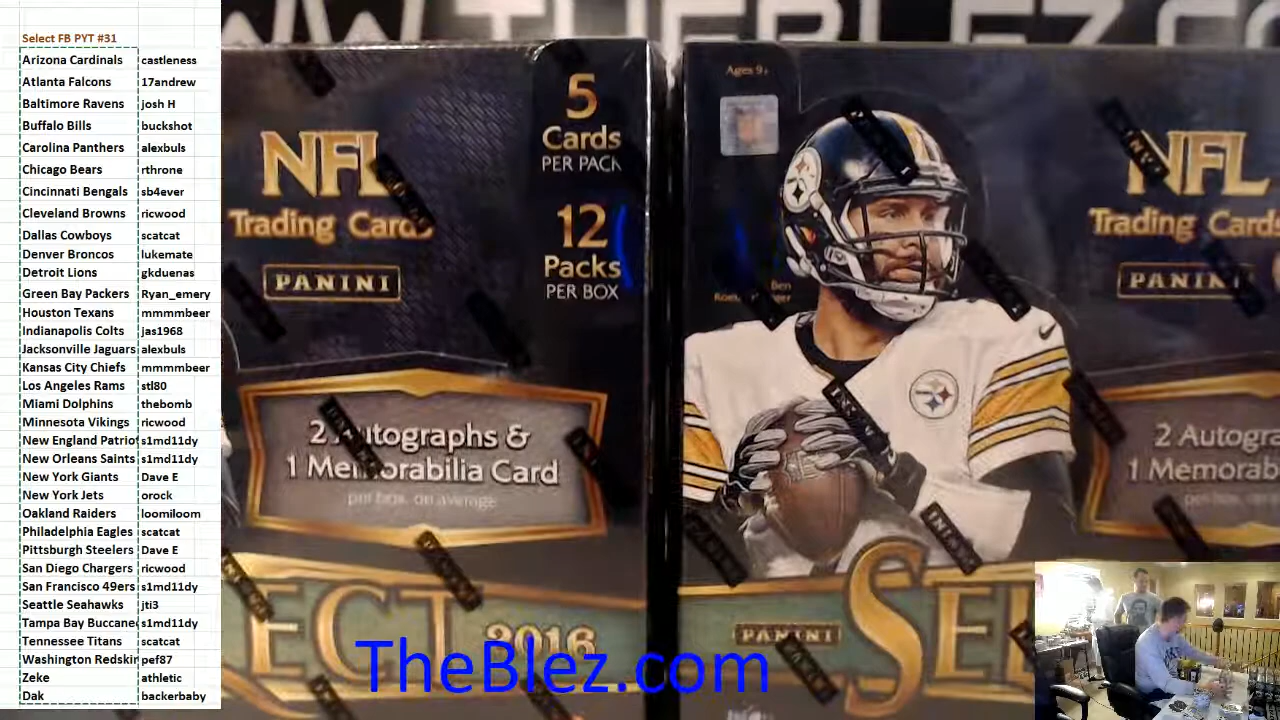 Select FB PYT #31
Arizona Cardinals castleness
Atlanta Falcons 17andrew
Baltimore Ravens josh H
Buffalo Bills buckshot
Carolina Panthers alexbuls
Chicago Bears rthrone
Cincinnati Bengals sb4ever
Cleveland Browns ricwood
Dallas Cowboys scatcat
Denver Broncos lukemate
Detroit Lions gkduenas
Green Bay Packers Ryan_emery
Houston Texans mmmmbeer
Indianapolis Colts jas1968
Jacksonville Jaguars alexbuls
Kansas City Chiefs mmmmbeer
Los Angeles Rams stl80
Miami Dolphins thebomb
Minnesota Vikings ricwood
New England Patriot s1md11dy
New Orleans Saints s1md11dy
New York Giants Dave E
New York Jets orock
Oakland Raiders loomiloom
Philadelphia Eagles scatcat
Pittsburgh Steelers Dave E
San Diego Chargers ricwood
San Francisco 49ers s1md11dy
Seattle Seahawks jti3
Tampa Bay Buccanee s1md11dy
Tennessee Titans scatcat
Washington Redskin pef87
Zeke athletic
Dak backerbaby
WWW.THEBLEZ.COM
NFL
Trading Cards
PANINI
5
Cards
PER PACK
12
Packs
PER BOX
2 Autographs &
1 Memorabilia Card
per box, on average
ECT
2016
Ages 9+
Ben
NFL
Trading Cards
PANINI
2 Autogra
1 Memorab
PANINI
SE
TheBlez.com